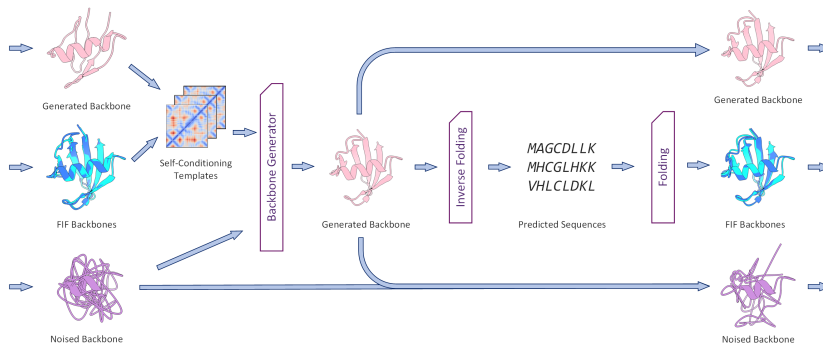 Generated Backbone
FIF Backbones
Noised Backbone
Self-Conditioning
Templates
Backbone Generator
Generated Backbone
Inverse Folding
MAGCDLLK
MHCGLHKK
VHLCLDKL
Predicted Sequences
Folding
Generated Backbone
FIF Backbones
Noised Backbone